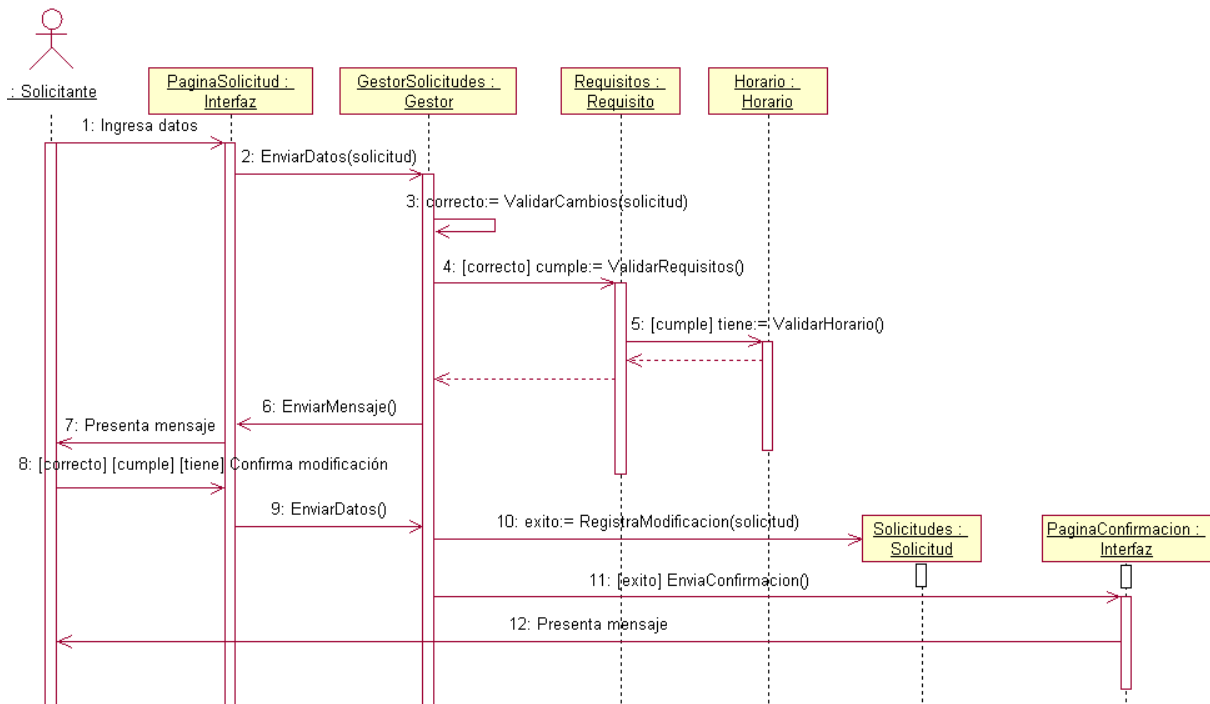 : Solicitante
PaginaSolicitud :
Interfaz
GestorSolicitudes :
Gestor
Requisitos :
Requisito
Horario :
Horario
1: Ingresa datos
2: EnviarDatos(solicitud)
3: correcto:= ValidarCambios(solicitud)
4: [correcto] cumple:= ValidarRequisitos()
5: [cumple] tiene:= ValidarHorario()
6: EnviarMensaje()
7: Presenta mensaje
8: [correcto] [cumple] [tiene] Confirma modificación
9: EnviarDatos()
10: exito:= RegistraModificacion(solicitud)
Solicitudes :
Solicitud
PaginaConfirmacion :
Interfaz
11: [exito] EnviaConfirmacion()
12: Presenta mensaje